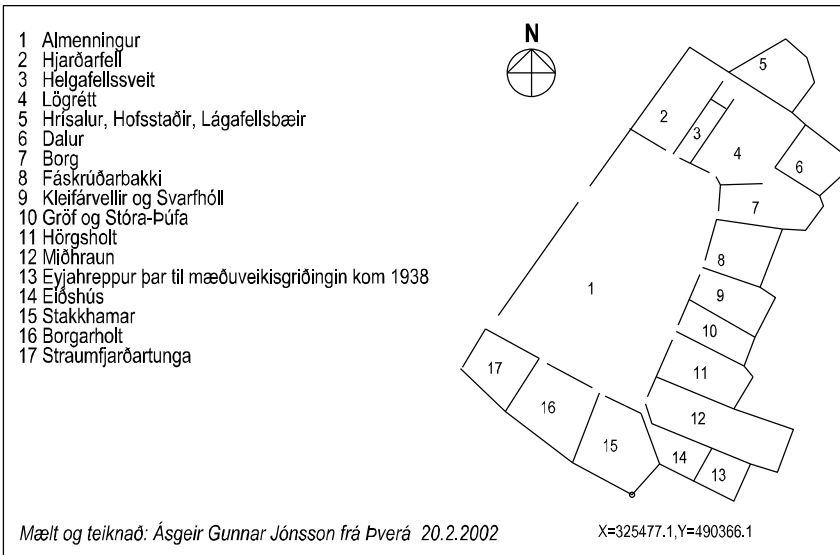 1 Almenningur
2 Hjarðarfell
3 Helgafellssveit
4 Lögrétt
5 Hrísalur, Hofsstaðir, Lágafellsbæir
6 Dalur
7 Borg
8 Fáskrúðarbakki
9 Kleifárvellir og Svarfhóll
10 Gröf og Stóra-Þúfa
11 Hörgsholt
12 Miðhraun
13 Eyjahreppur þar til mæðuveikisgriðingin kom 1938
14 Eiðshús
15 Stakkhamar
16 Borgarholt
17 Straumfjarðartunga
N
5
2
3
4
6
7
8
1
9
10
17
11
16
12
15
14
13
Mælt og teiknað: Ásgeir Gunnar Jónsson frá Þverá 20.2.2002
X=325477.1,Y=490366.1